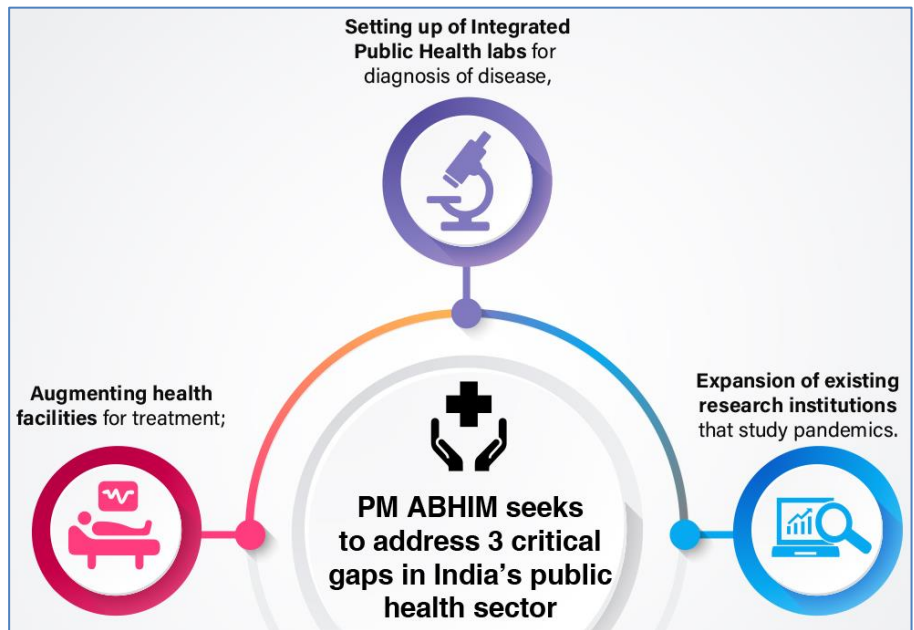 Setting up of Integrated
Public Health labs for
diagnosis of disease,
Augmenting health
facilities for treatment;
Expansion of existing
research institutions
that study pandemics.
PM ABHIM seeks
to address 3 critical
gaps in India's public
health sector